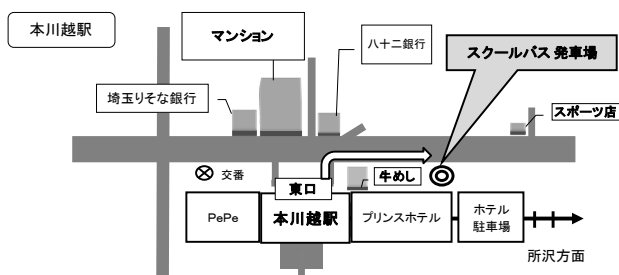 本川越駅
マンション
八十二銀行
スクールバス 発車場
埼玉りそな銀行
スポーツ店
交番
東口
牛めし
PePe
本川越駅
プリンスホテル
ホテル
駐車場
所沢方面